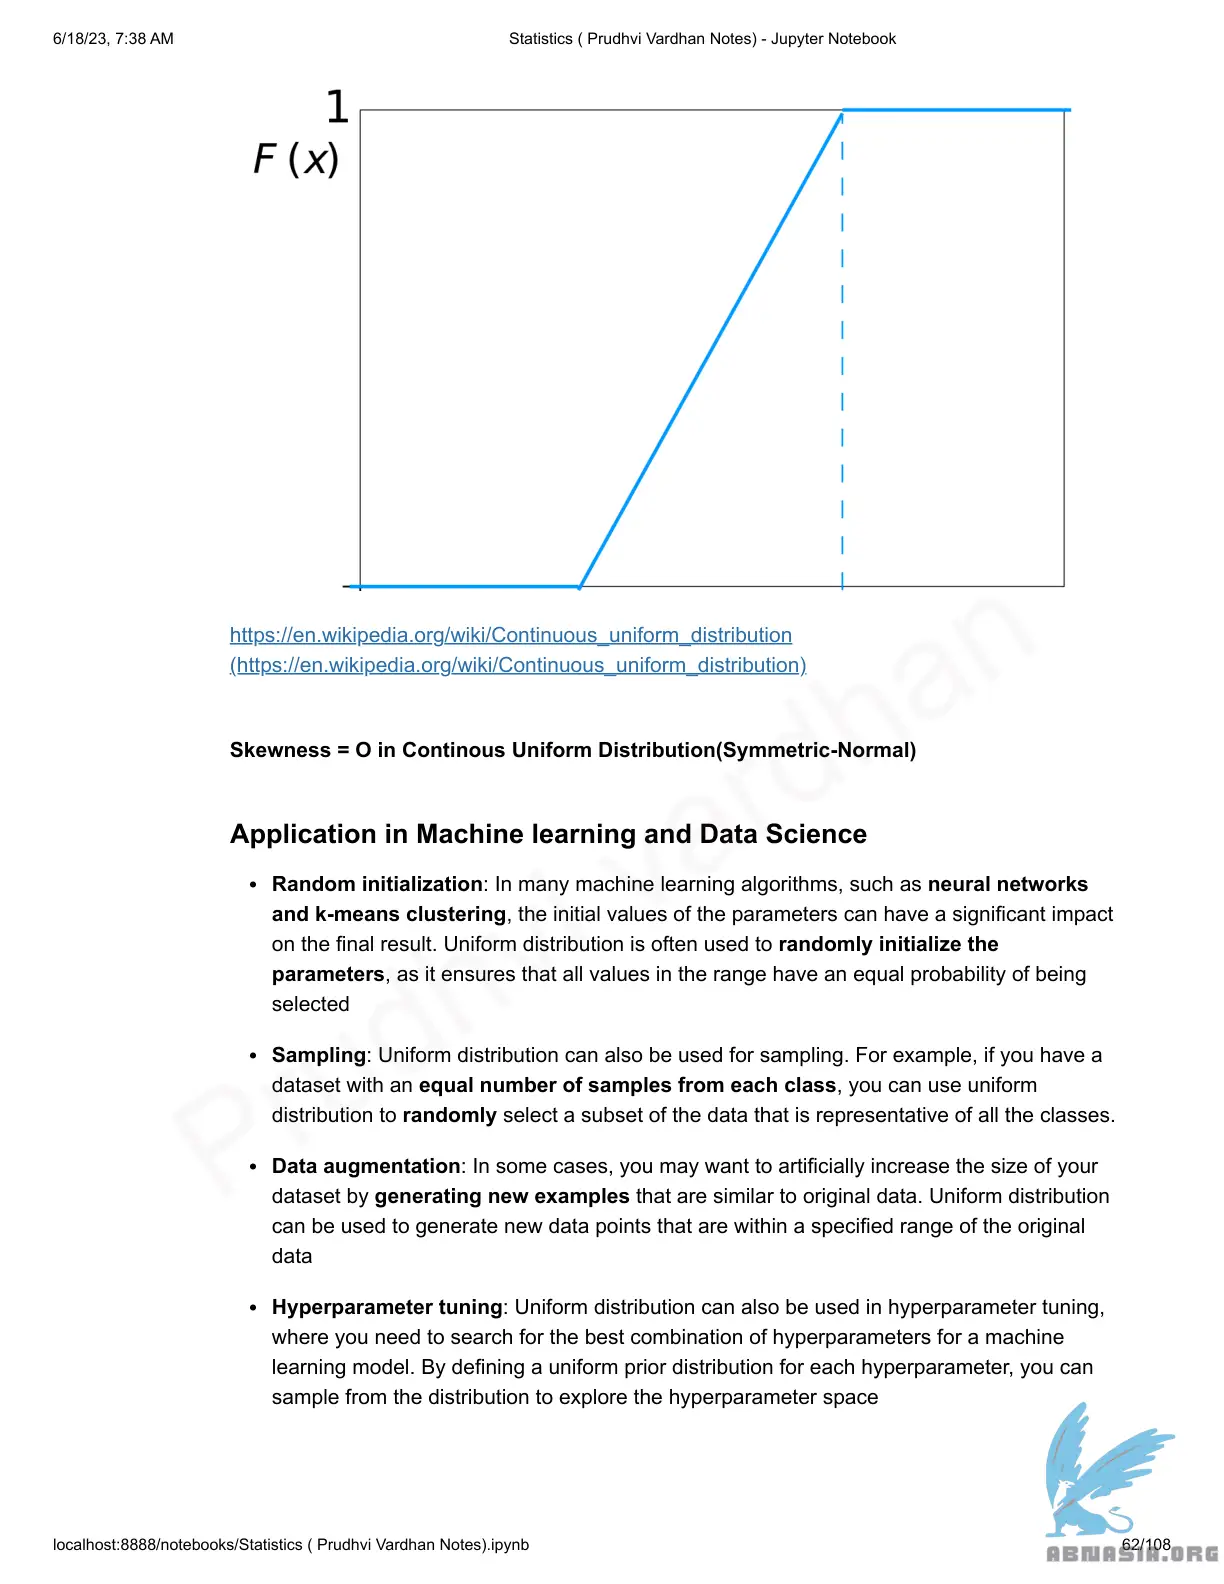 6/18/23, 7:38 AM
Statistics ( Prudhvi Vardhan Notes) - Jupyter Notebook
1
F (x)
https://en.wikipedia.org/wiki/Continuous_uniform_distribution
(https://en.wikipedia.org/wiki/Continuous_uniform_distribution)
Skewness = O in Continous Uniform Distribution(Symmetric-Normal)
Application in Machine learning and Data Science
• Random initialization: In many machine learning algorithms, such as neural networks
and k-means clustering, the initial values of the parameters can have a significant impact
on the final result. Uniform distribution is often used to randomly initialize the
parameters, as it ensures that all values in the range have an equal probability of being
selected
• Sampling: Uniform distribution can also be used for sampling. For example, if you have a
dataset with an equal number of samples from each class, you can use uniform
distribution to randomly select a subset of the data that is representative of all the classes.
• Data augmentation: In some cases, you may want to artificially increase the size of your
dataset by generating new examples that are similar to original data. Uniform distribution
can be used to generate new data points that are within a specified range of the original
data
• Hyperparameter tuning: Uniform distribution can also be used in hyperparameter tuning,
where you need to search for the best combination of hyperparameters for a machine
learning model. By defining a uniform prior distribution for each hyperparameter, you can
sample from the distribution to explore the hyperparameter space
Prudhvi vardhan
localhost:8888/notebooks/Statistics ( Prudhvi Vardhan Notes).ipynb
62/108
ABNASIA.ORG